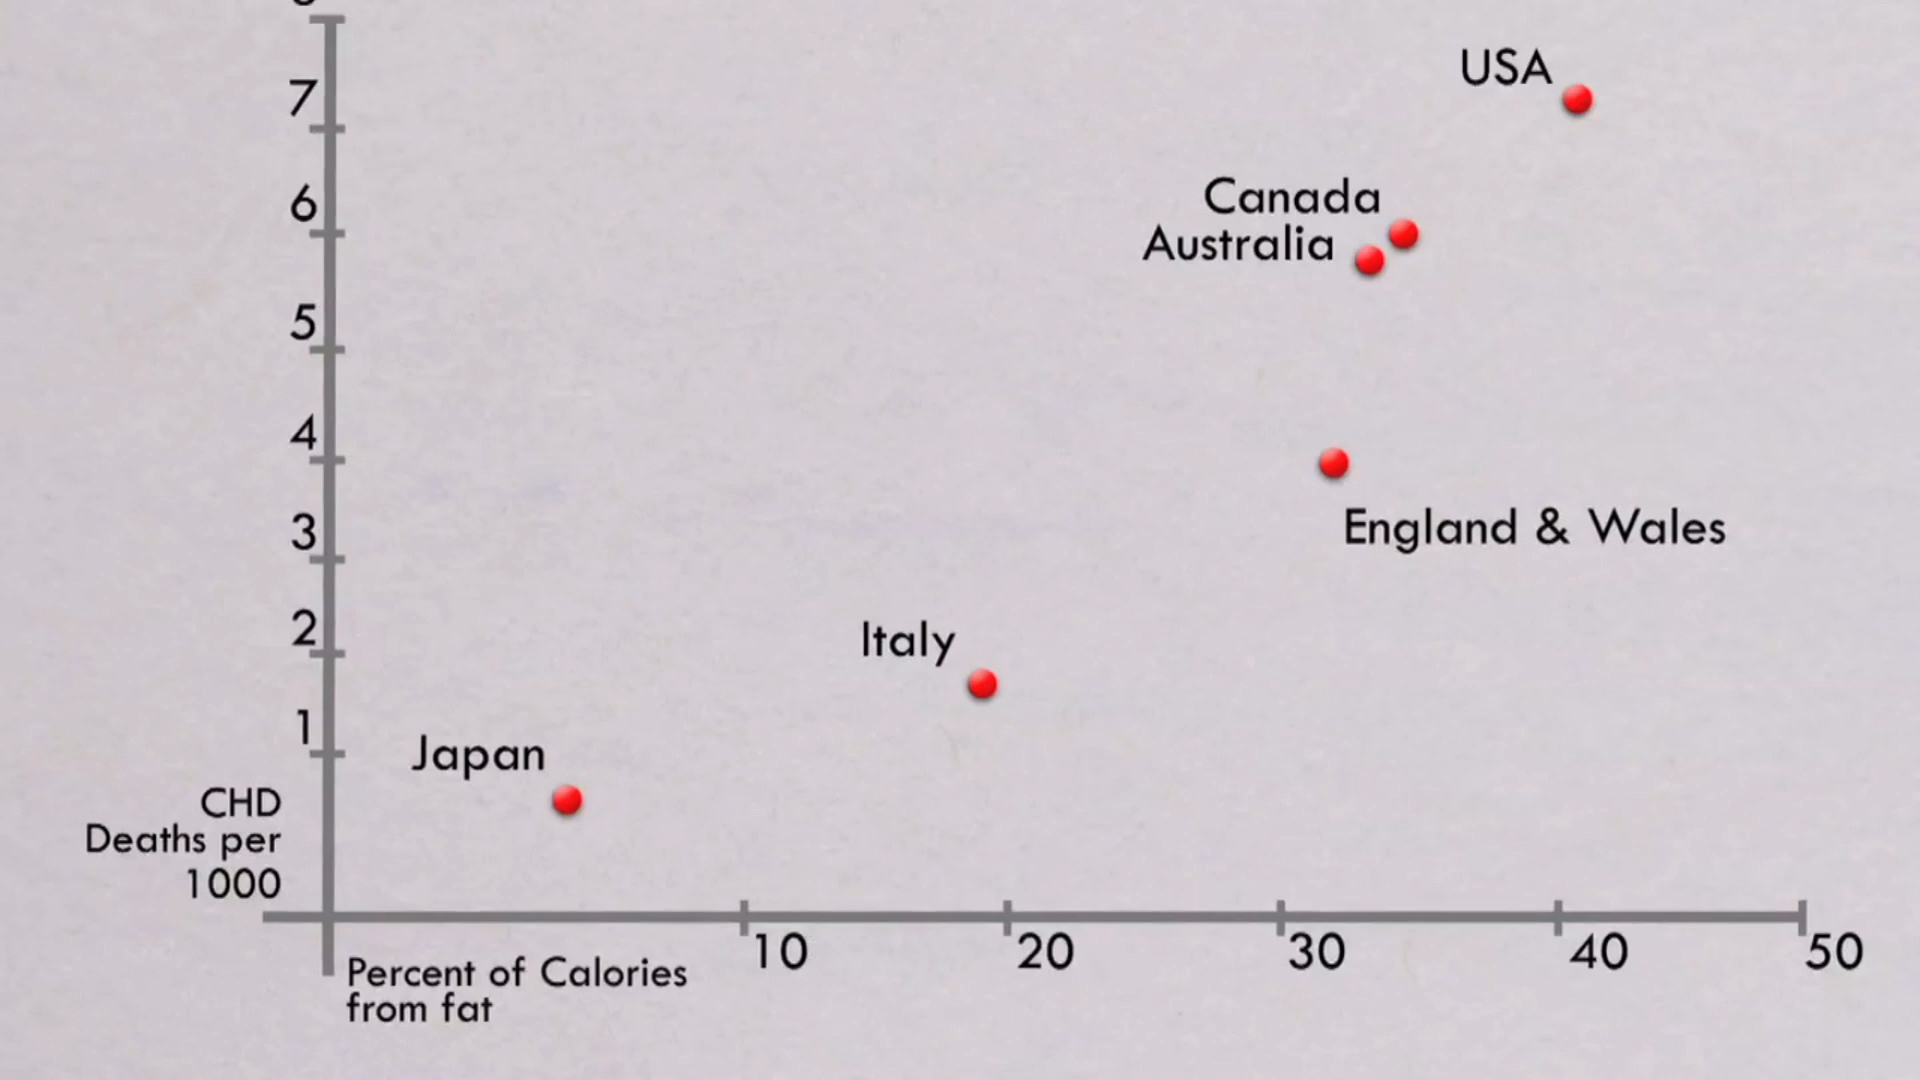 USA
7
Canada
6
Australia
5
4
England & Wales
3
Italy
2
1
Japan
CHD
Deaths per
1000
10 20 30 40 50
Percent of Calories
from fat